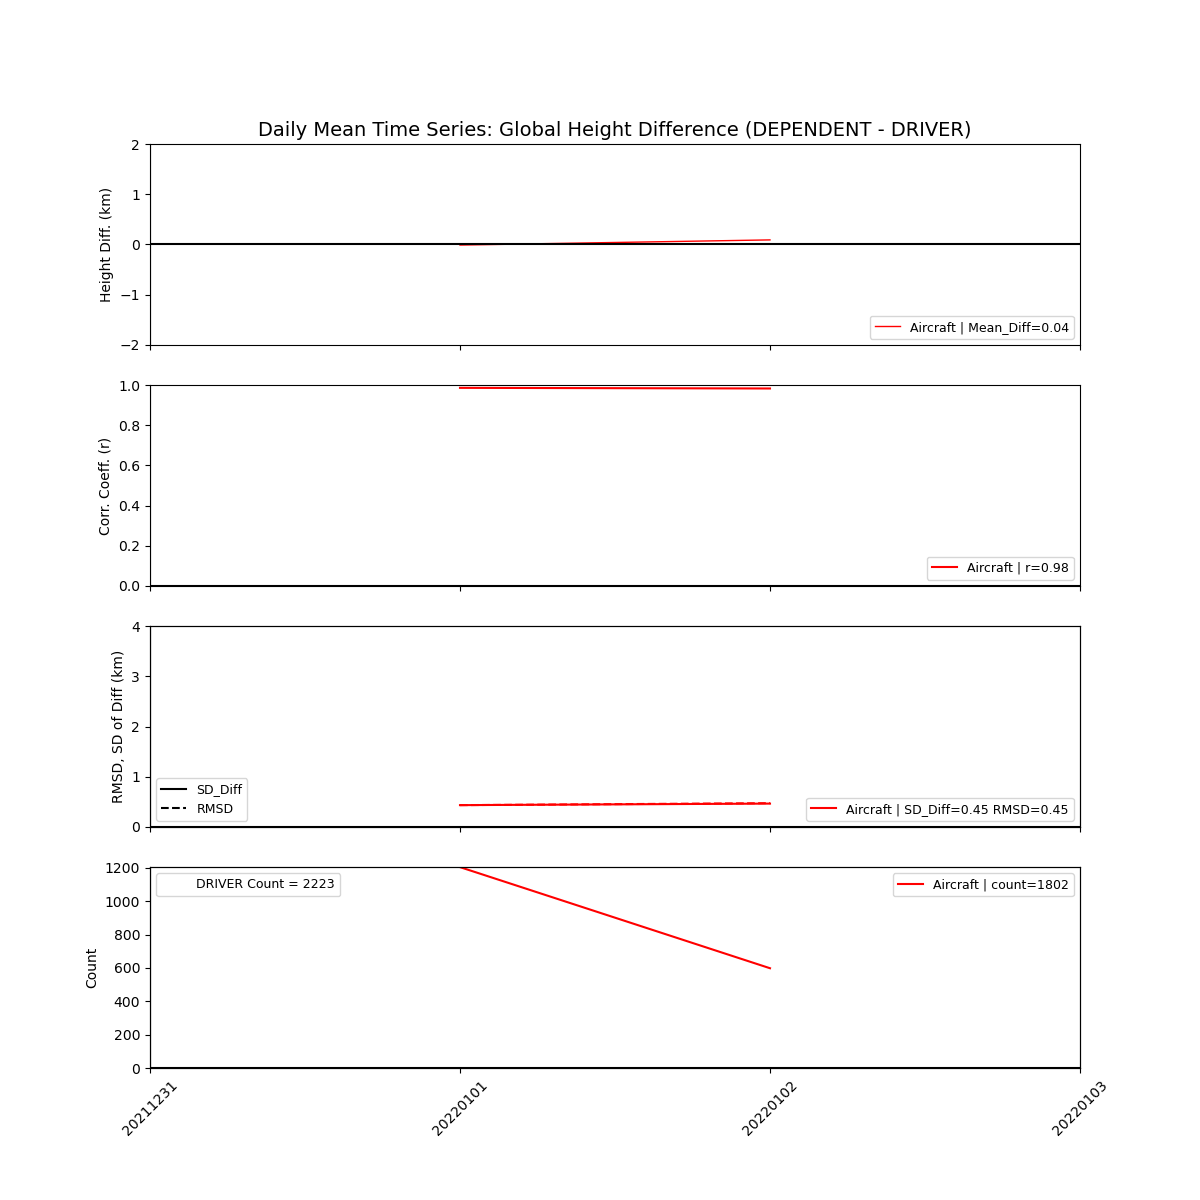 Daily Mean Time Series: Global Height Difference (DEPENDENT - DRIVER)
Height Diff. (km)
2
1
0
−1
−2
Aircraft | Mean_Diff=0.04
Corr. Coeff. (r)
1.0
0.8
0.6
0.4
0.2
0.0
Aircraft | r=0.98
RMSD, SD of Diff (km)
4
3
2
1
0
SD_Diff
RMSD
Aircraft | SD_Diff=0.45 RMSD=0.45
Count
1200
1000
800
600
400
200
0
DRIVER Count = 2223
Aircraft | count=1802
20211231
20220101
20220102
20220103